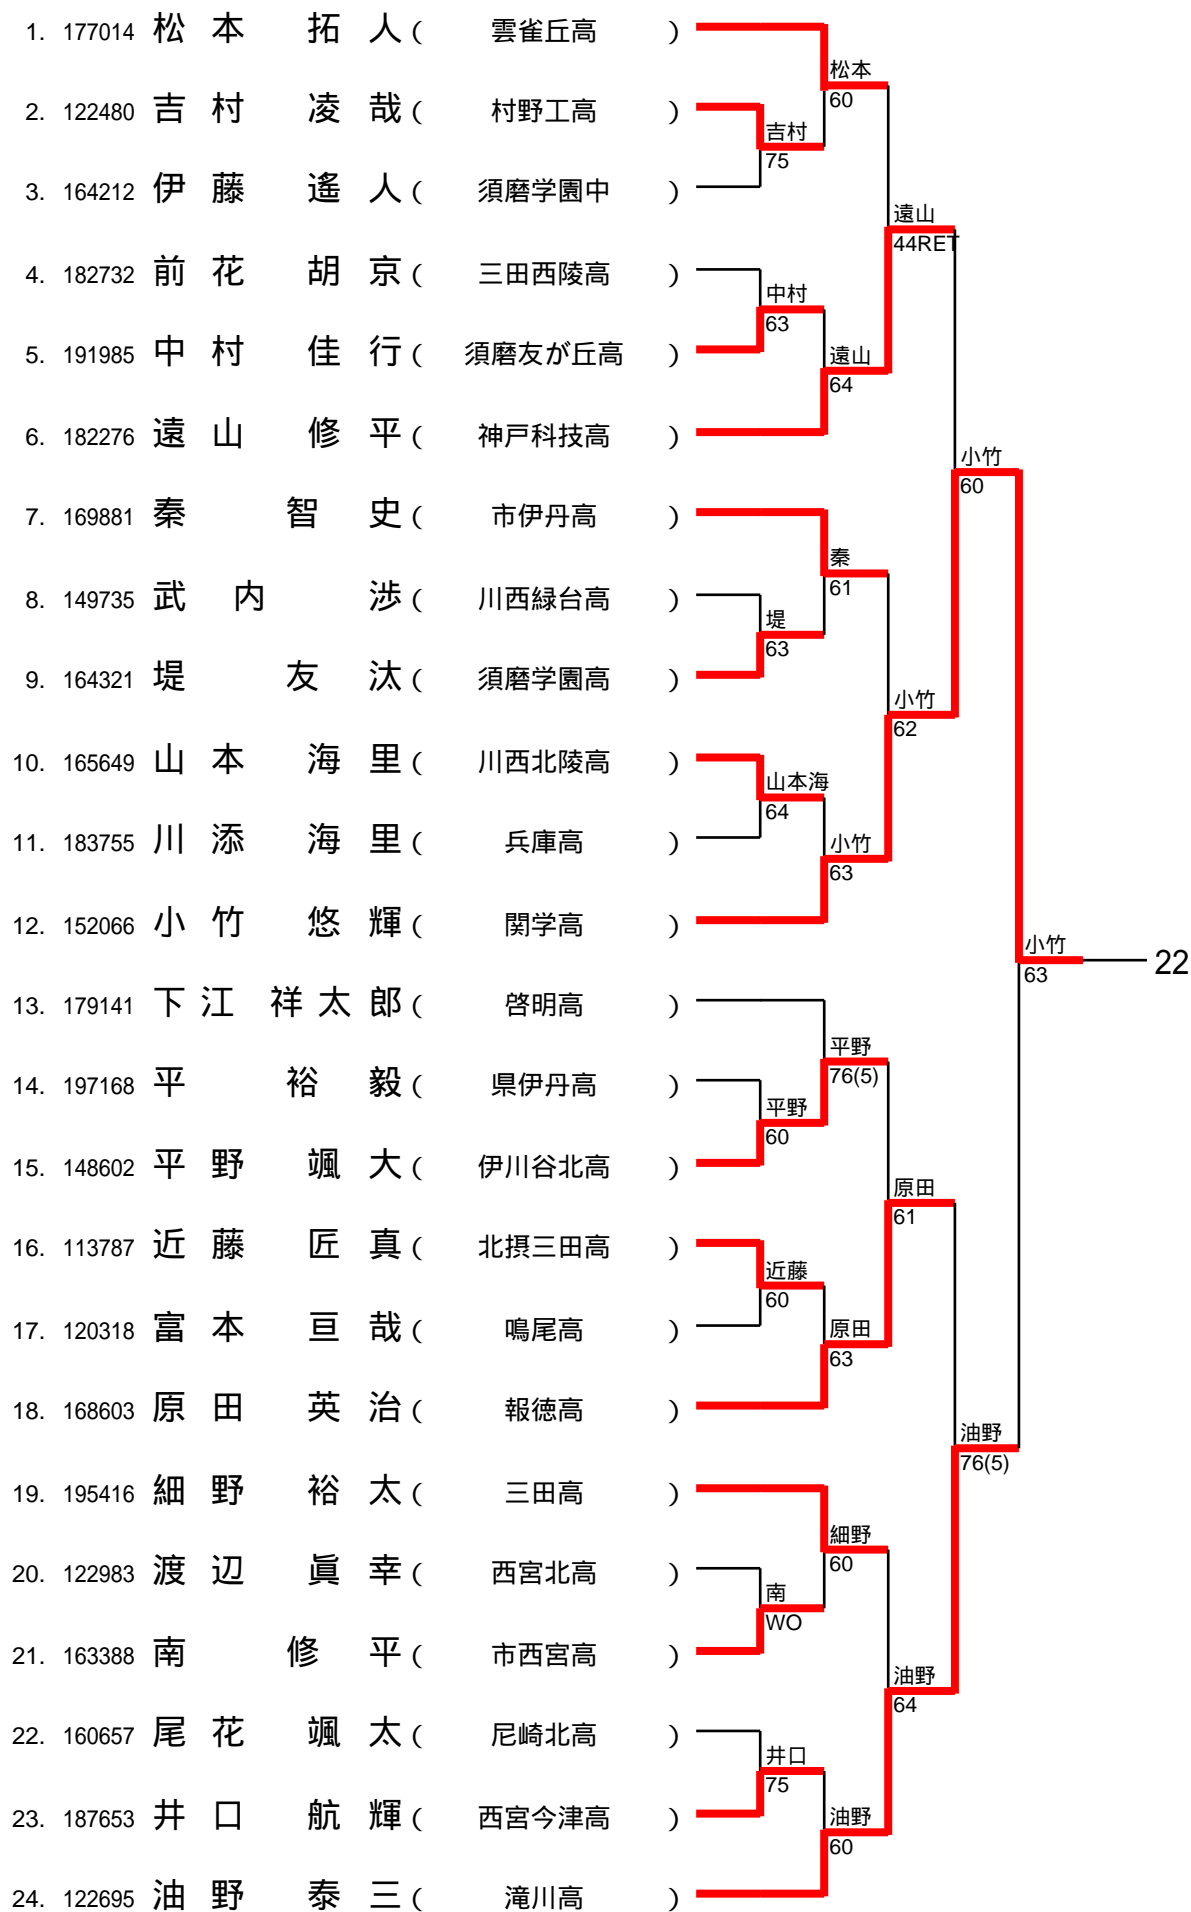 1. 177014 松本 拓人 ( 雲雀丘高 )
松本
60
2. 122480 吉村 凌哉 ( 村野工高 )
吉村
75
3. 164212 伊藤 遙人 ( 須磨学園中 )
遠山
44RET
4. 182732 前花 胡京 ( 三田西陵高 )
中村
63
5. 191985 中村 佳行 ( 須磨友が丘高 )
遠山
64
6. 182276 遠山 修平 ( 神戸科技高 )
小竹
60
7. 169881 秦 智史 ( 市伊丹高 )
秦
61
8. 149735 武内 渉 ( 川西緑台高 )
堤
63
9. 164321 堤 友汰 ( 須磨学園高 )
小竹
62
10. 165649 山本 海里 ( 川西北陵高 )
山本海
64
11. 183755 川添 海里 ( 兵庫高 )
小竹
63
12. 152066 小竹 悠輝 ( 関学高 )
小竹
63
22
13. 179141 下江 祥太郎 ( 啓明高 )
平野
76(5)
14. 197168 平 裕毅 ( 県伊丹高 )
平野
60
15. 148602 平野 颯大 ( 伊川谷北高 )
原田
61
16. 113787 近藤 匠真 ( 北摂三田高 )
近藤
60
17. 120318 富本 亘哉 ( 鳴尾高 )
原田
63
18. 168603 原田 英治 ( 報徳高 )
油野
76(5)
19. 195416 細野 裕太 ( 三田高 )
細野
60
20. 122983 渡辺 眞幸 ( 西宮北高 )
南
WO
21. 163388 南 修平 ( 市西宮高 )
油野
64
22. 160657 尾花 颯太 ( 尼崎北高 )
井口
75
23. 187653 井口 航輝 ( 西宮今津高 )
油野
60
24. 122695 油野 泰三 ( 滝川高 )